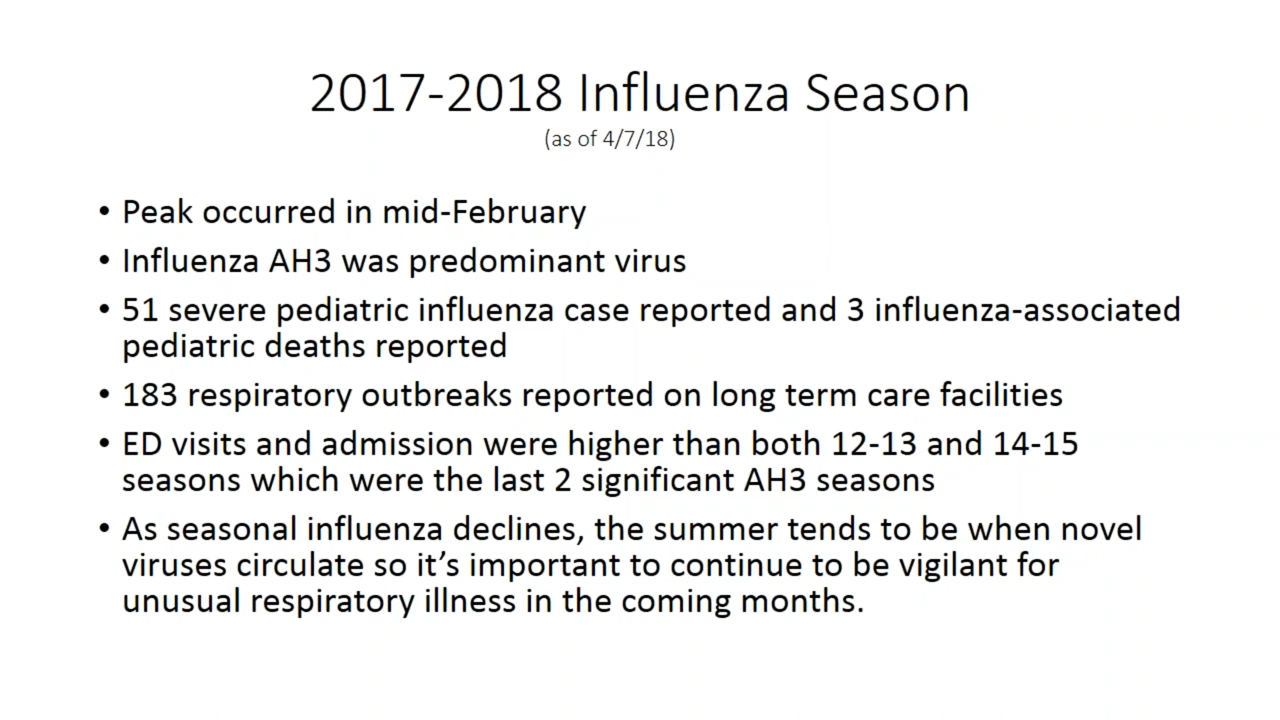 2017-2018 Influenza Season
(as of 4/7/18)
• Peak occurred in mid-February
• Influenza AH3 was predominant virus
• 51 severe pediatric influenza case reported and 3 influenza-associated
pediatric deaths reported
• 183 respiratory outbreaks reported on long term care facilities
• ED visits and admission were higher than both 12-13 and 14-15
seasons which were the last 2 significant AH3 seasons
• As seasonal influenza declines, the summer tends to be when novel
viruses circulate so it’s important to continue to be vigilant for
unusual respiratory illness in the coming months.